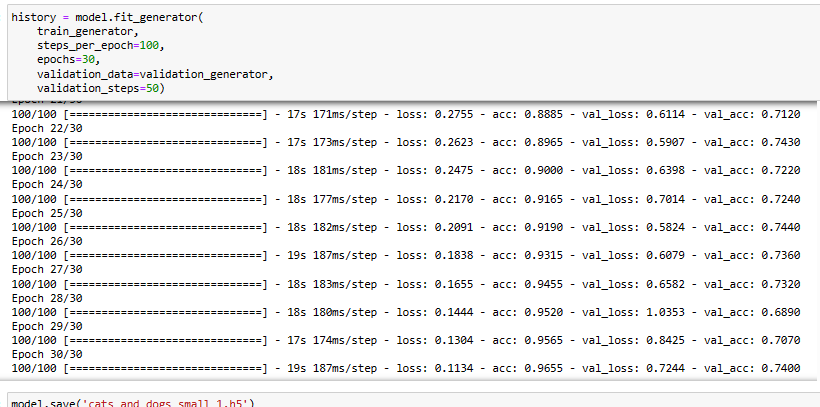 history = model.fit_generator(
    train_generator,
    steps_per_epoch=100,
    epochs=30,
    validation_data=validation_generator,
    validation_steps=50)
Epoch 21/30
100/100 [==============================] - 17s 171ms/step - loss: 0.2755 - acc: 0.8885 - val_loss: 0.6114 - val_acc: 0.7120
Epoch 22/30
100/100 [==============================] - 17s 173ms/step - loss: 0.2623 - acc: 0.8965 - val_loss: 0.5907 - val_acc: 0.7430
Epoch 23/30
100/100 [==============================] - 18s 181ms/step - loss: 0.2475 - acc: 0.9000 - val_loss: 0.6398 - val_acc: 0.7220
Epoch 24/30
100/100 [==============================] - 18s 177ms/step - loss: 0.2170 - acc: 0.9165 - val_loss: 0.7014 - val_acc: 0.7240
Epoch 25/30
100/100 [==============================] - 18s 182ms/step - loss: 0.2091 - acc: 0.9190 - val_loss: 0.5824 - val_acc: 0.7440
Epoch 26/30
100/100 [==============================] - 19s 187ms/step - loss: 0.1838 - acc: 0.9315 - val_loss: 0.6079 - val_acc: 0.7360
Epoch 27/30
100/100 [==============================] - 18s 183ms/step - loss: 0.1655 - acc: 0.9455 - val_loss: 0.6582 - val_acc: 0.7320
Epoch 28/30
100/100 [==============================] - 18s 180ms/step - loss: 0.1444 - acc: 0.9520 - val_loss: 1.0353 - val_acc: 0.6890
Epoch 29/30
100/100 [==============================] - 17s 174ms/step - loss: 0.1304 - acc: 0.9565 - val_loss: 0.8425 - val_acc: 0.7070
Epoch 30/30
100/100 [==============================] - 19s 187ms/step - loss: 0.1134 - acc: 0.9655 - val_loss: 0.7244 - val_acc: 0.7400
model.save('cats_and_dogs_small_1.h5')